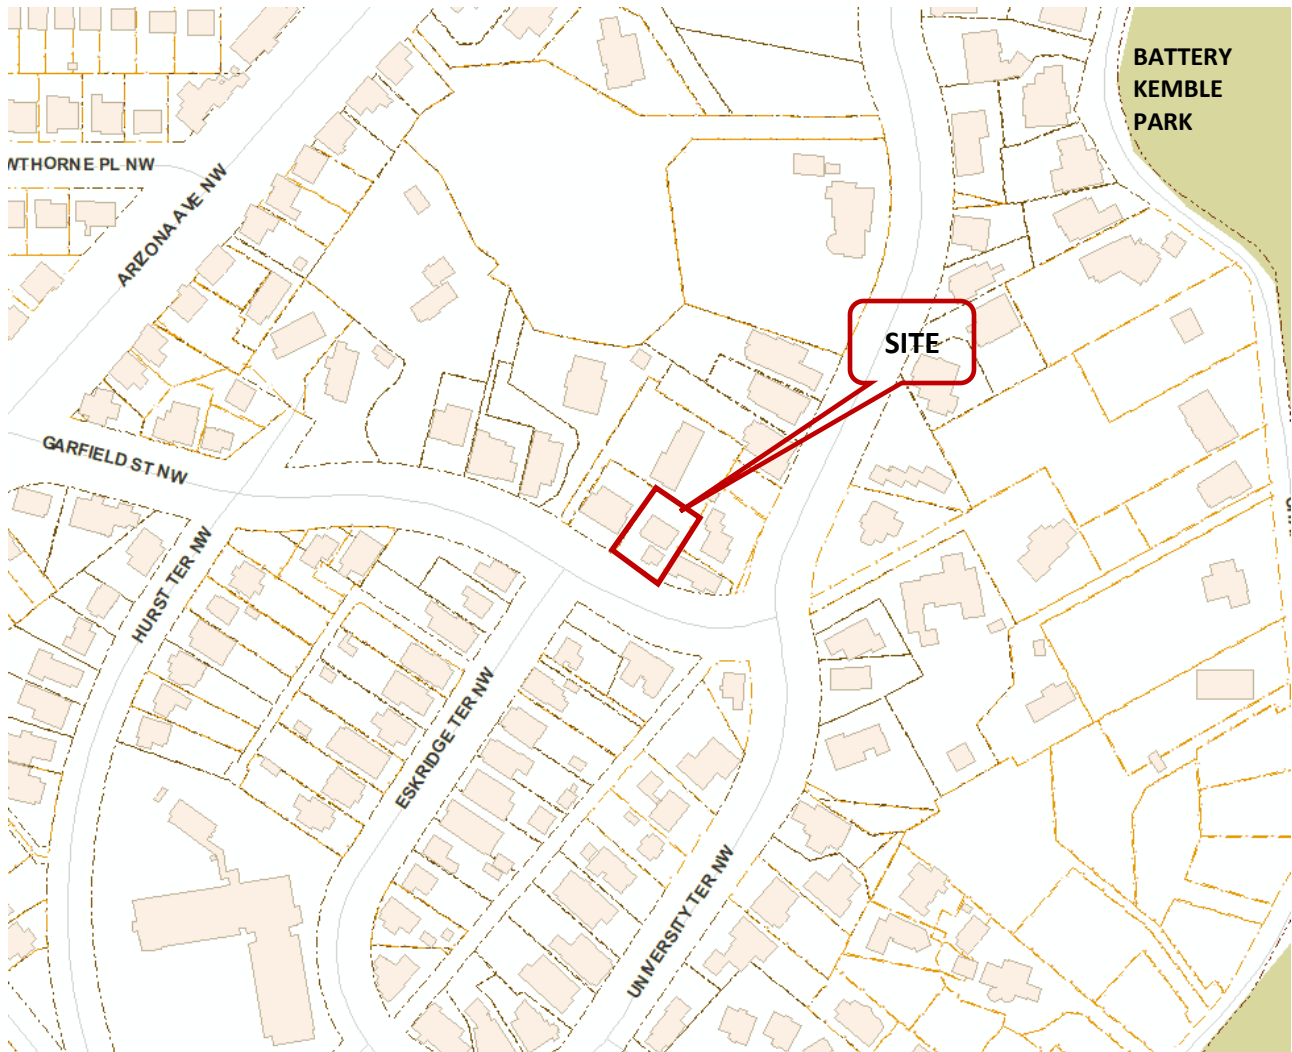 BATTERY
KEMBLE
PARK
WTHORNE PL NW
ARIZONA AVE NW
SITE
GARFIELD ST NW
HURST TER NW
ESKRIDGE TER NW
UNIVERSITY TER NW